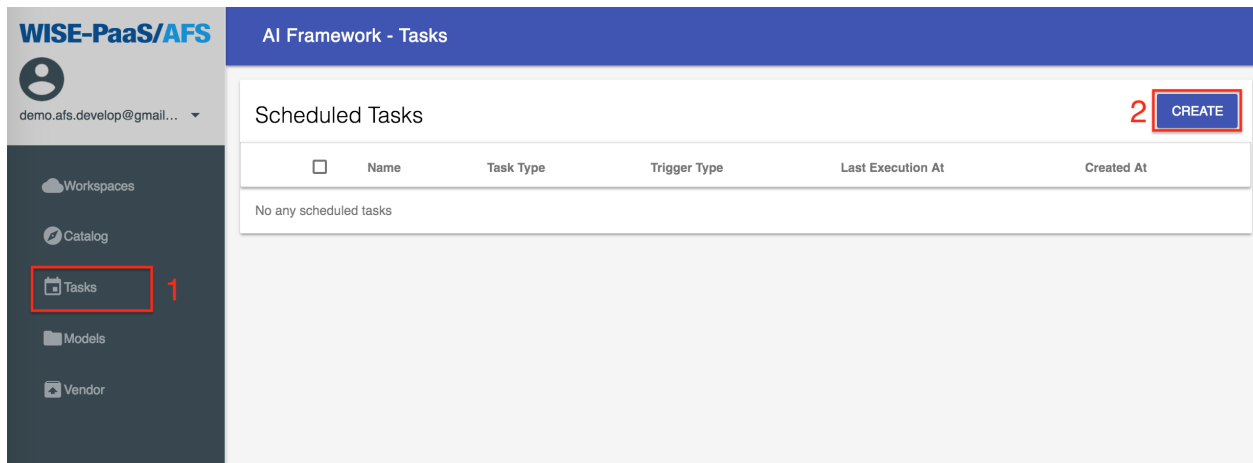 WISE-PaaS/AFS
demo.afs.develop@gmail...
Workspaces
Catalog
Tasks
1
Models
Vendor
AI Framework - Tasks
Scheduled Tasks
2
CREATE
Name Task Type Trigger Type Last Execution At Created At
No any scheduled tasks